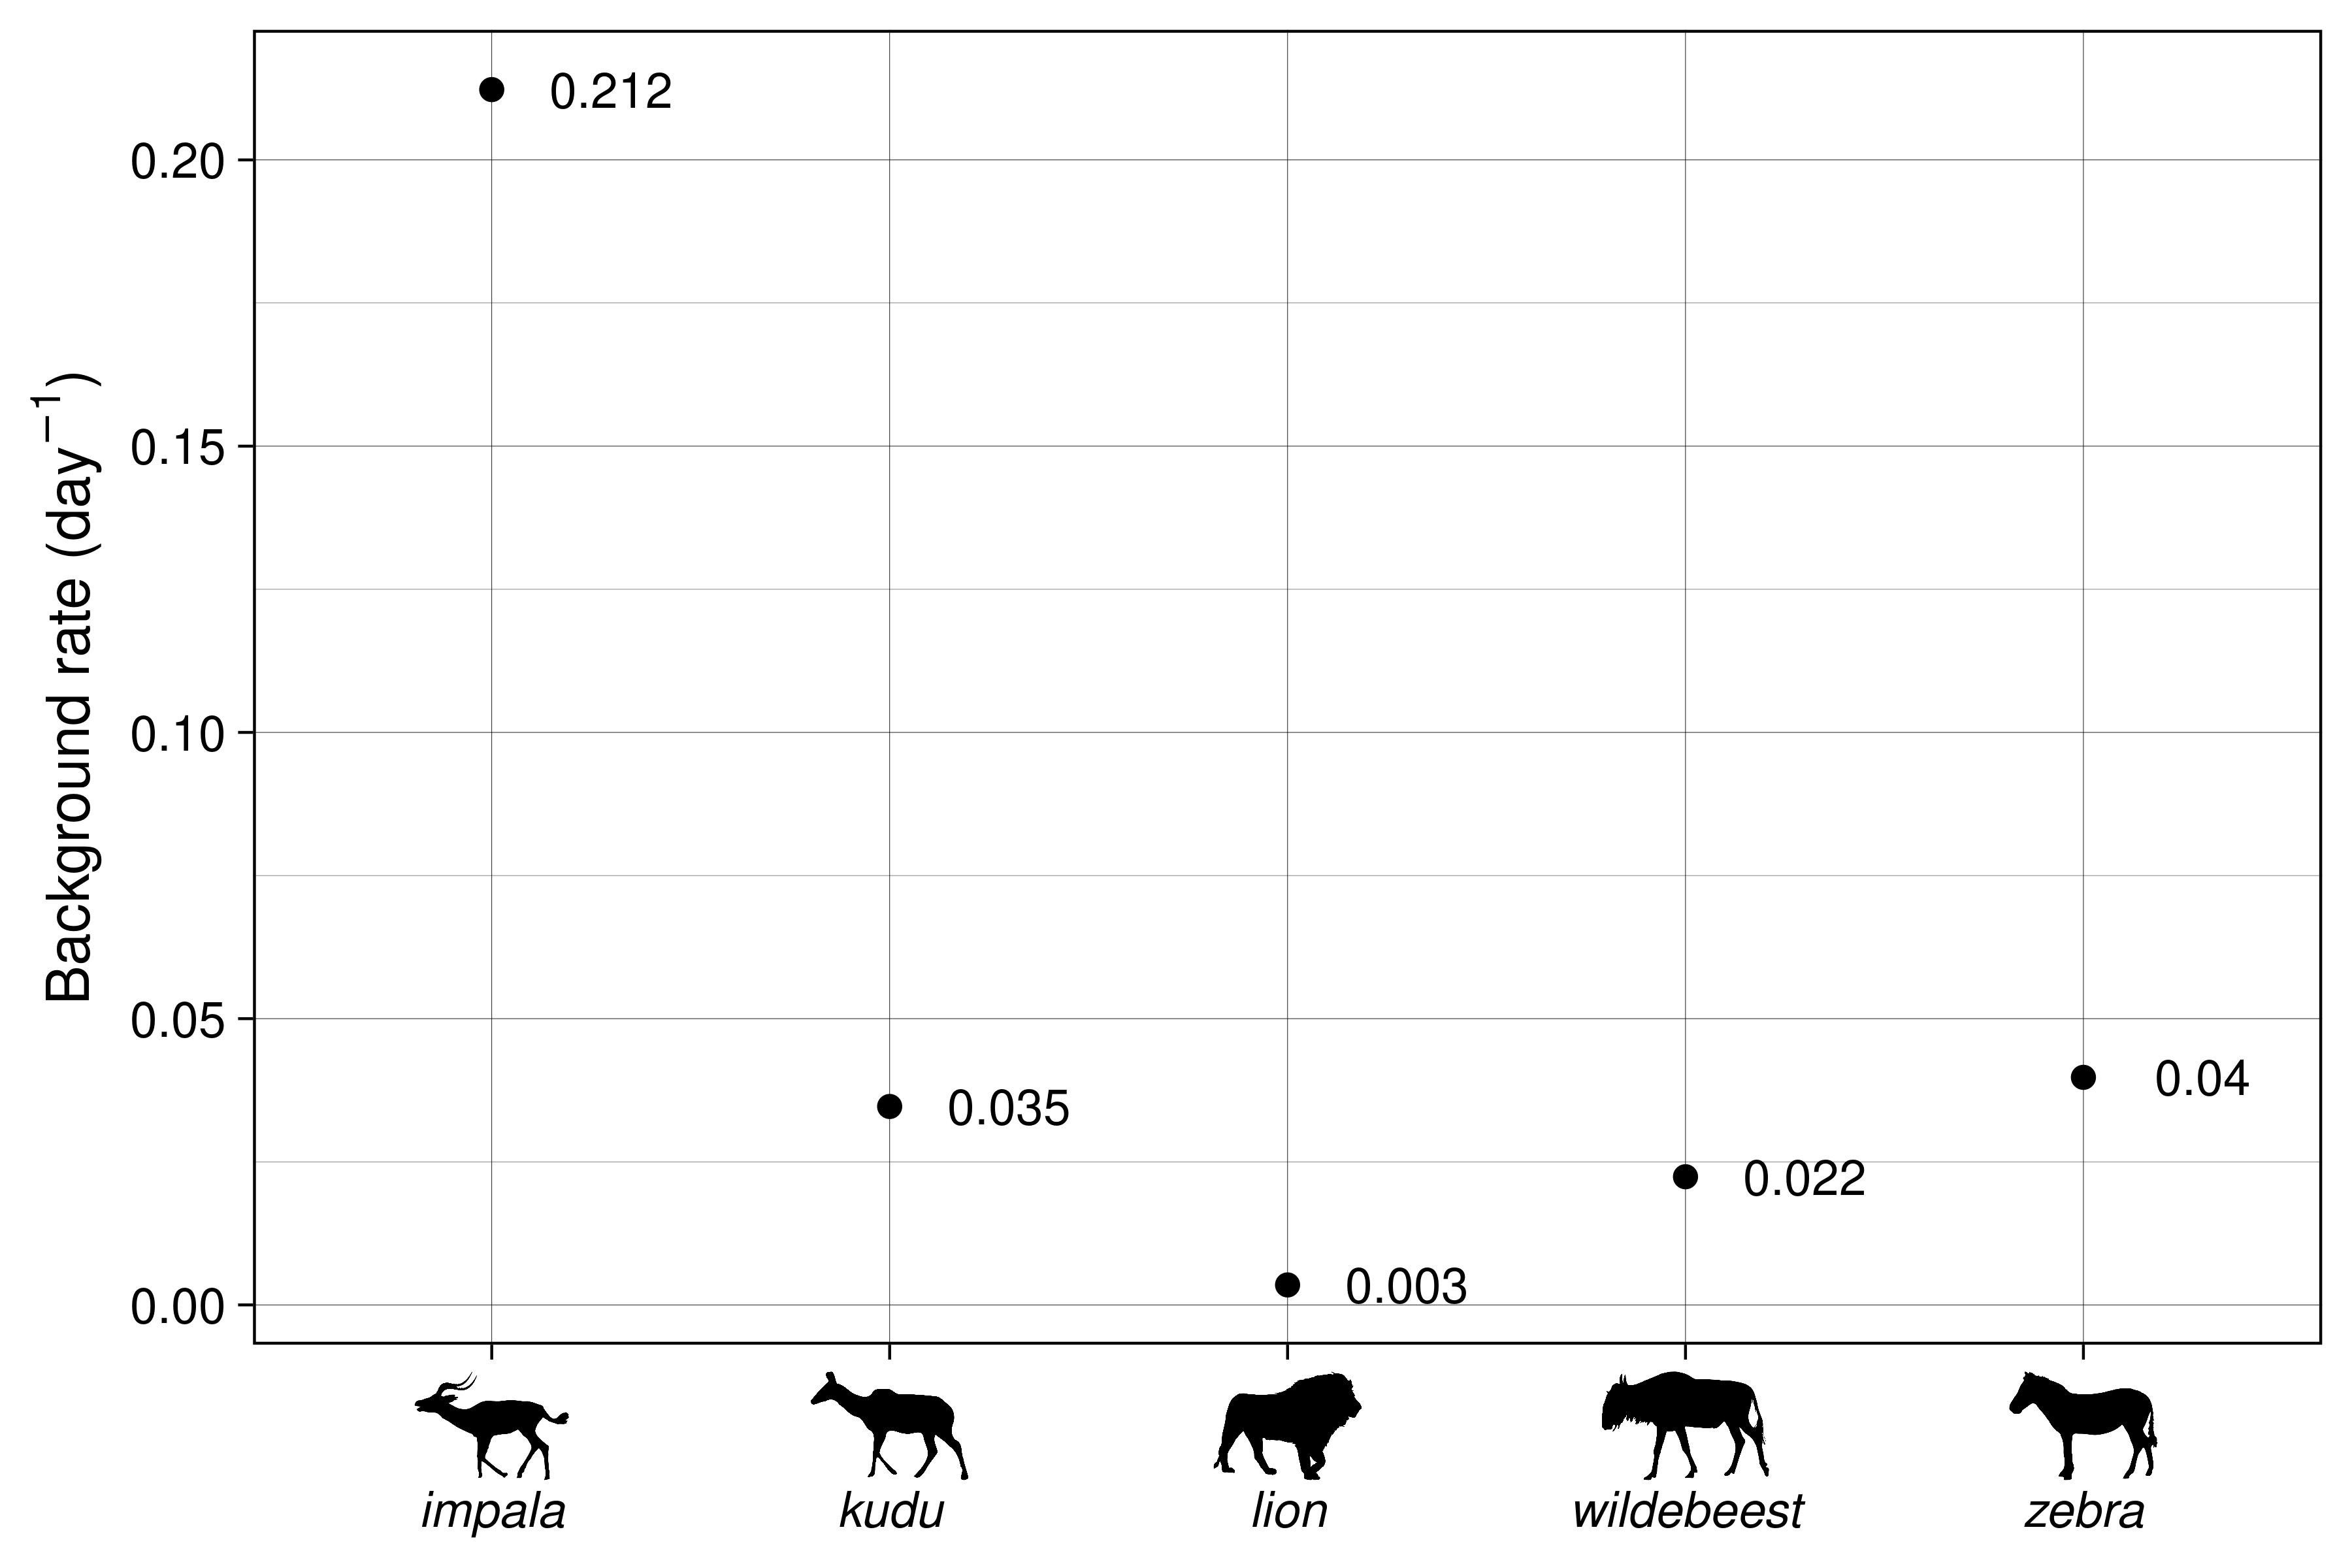 Background rate (day⁻¹)
0.20
0.15
0.10
0.05
0.00
0.212
0.035
0.003
0.022
0.04
impala
kudu
lion
wildebeest
zebra